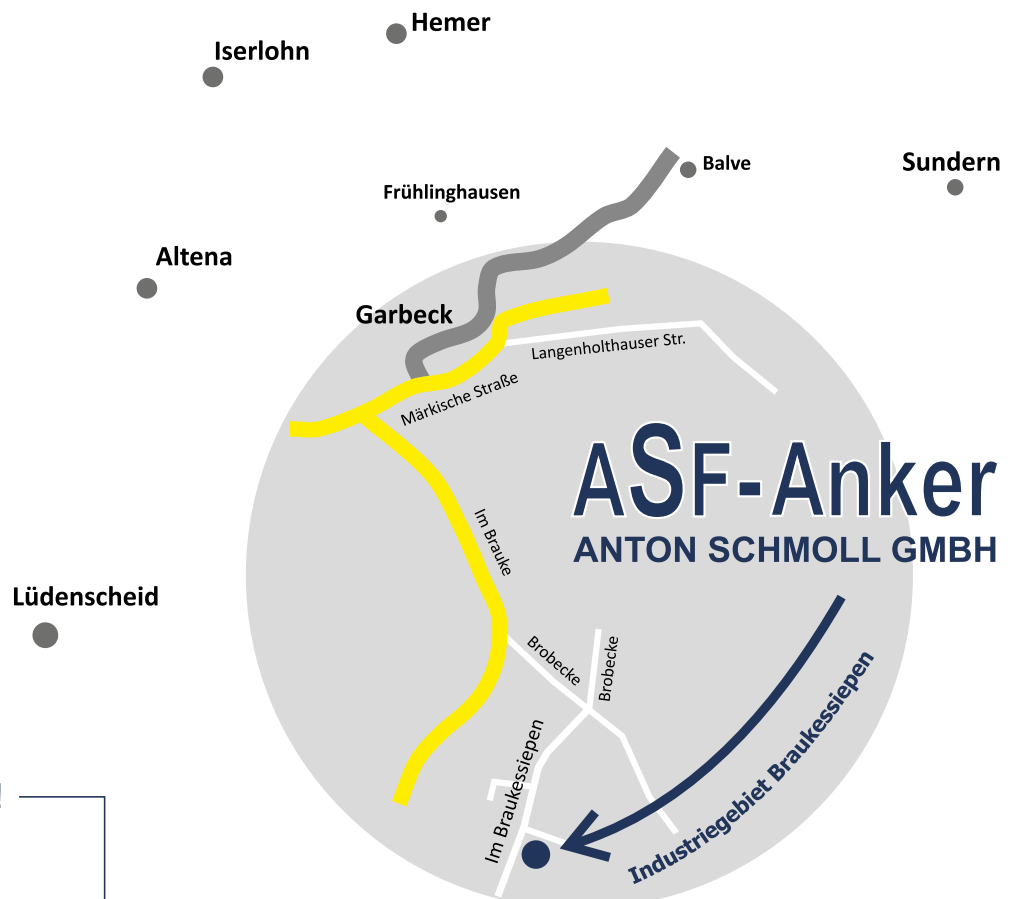 Hemer
Iserlohn
Balve
Sundern
Frühlinghausen
Altena
Garbeck
Langenholthauser Str.
Märkische Straße
ASF-Anker
ANTON SCHMOLL GMBH
Im Brauke
Lüdenscheid
Brobecke
Brobecke
Im Braukessiepen
Industriegebiet Braukessiepen